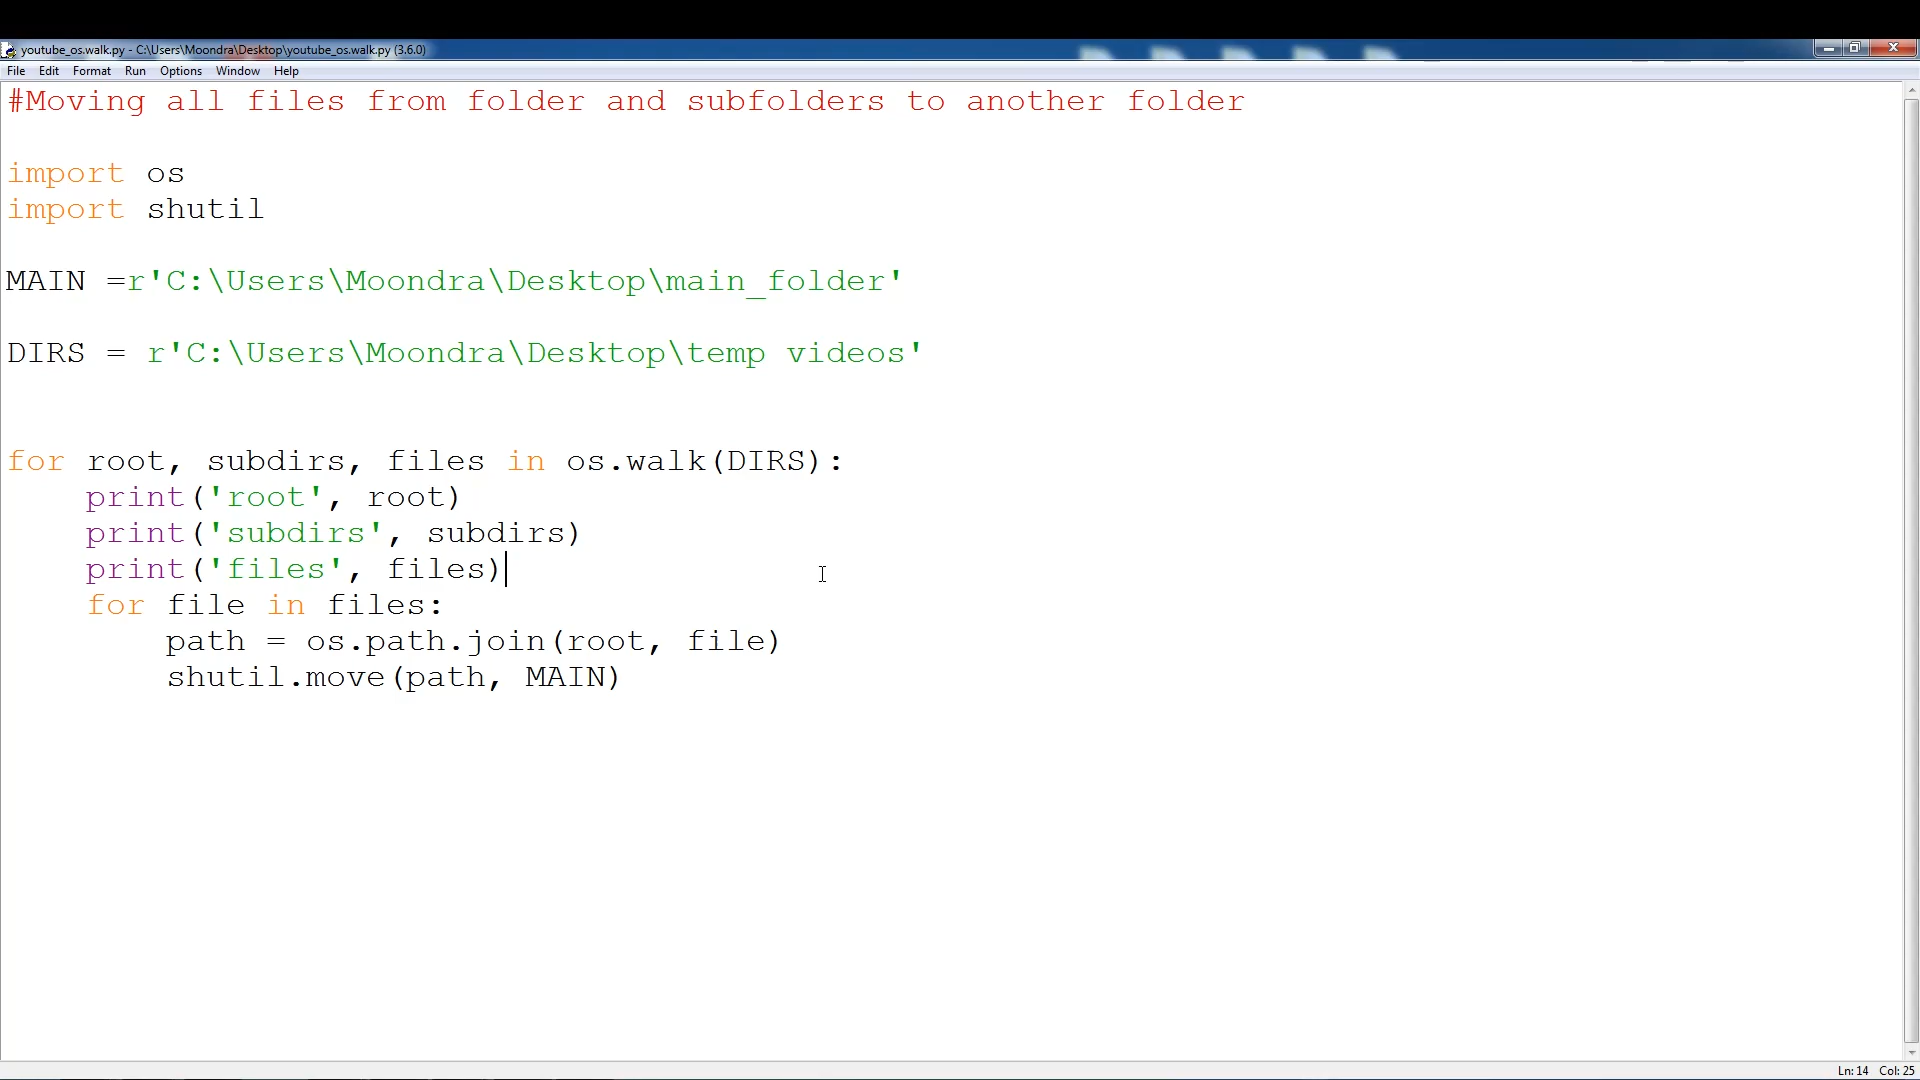 youtube_os.walk.py - C:\Users\Moondra\Desktop\youtube_os.walk.py (3.6.0)
File Edit Format Run Options Window Help
#Moving all files from folder and subfolders to another folder
import os
import shutil
MAIN =r'C:\Users\Moondra\Desktop\main_folder'
DIRS = r'C:\Users\Moondra\Desktop\temp videos'
for root, subdirs, files in os.walk(DIRS):
    print('root', root)
    print('subdirs', subdirs)
    print('files', files)
    for file in files:
        path = os.path.join(root, file)
        shutil.move(path, MAIN)
Ln: 14 Col: 25